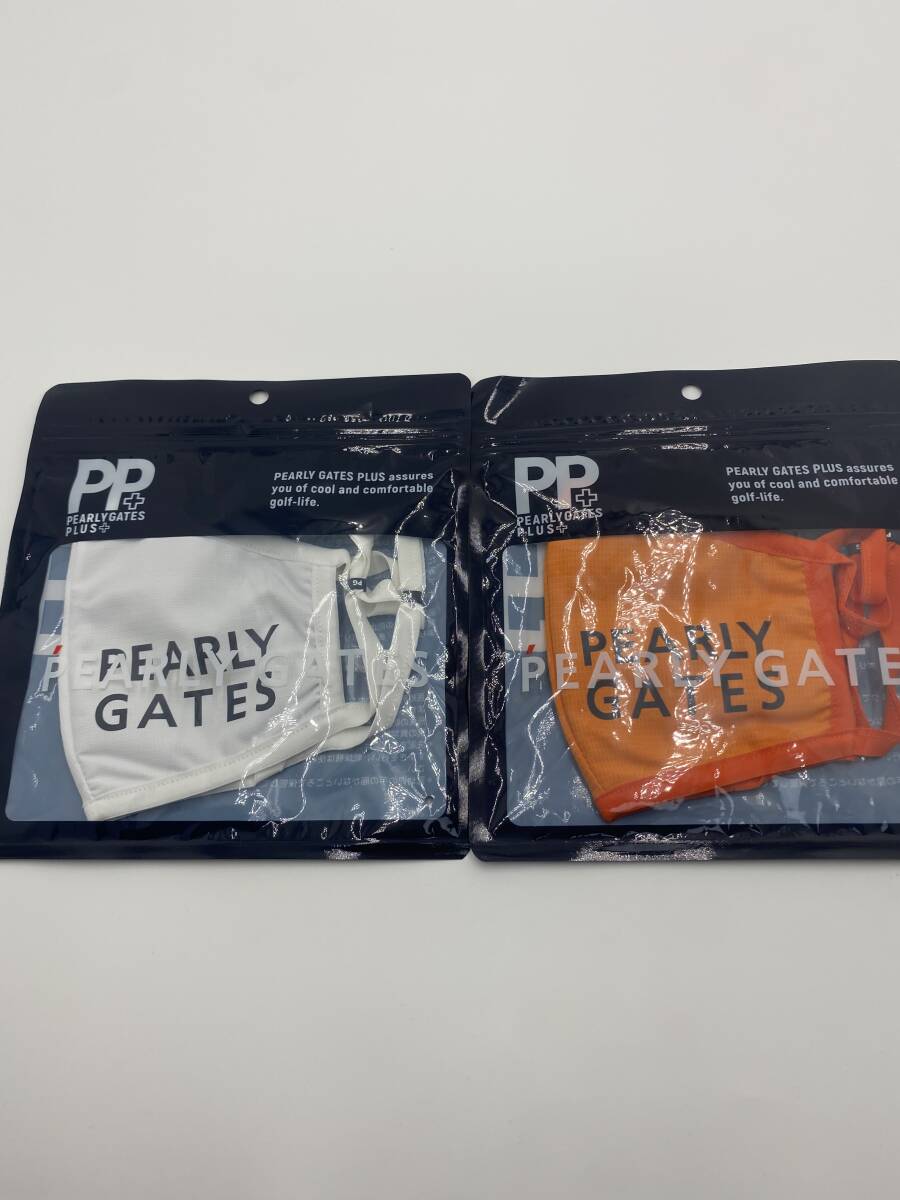 PP+
PEARLY GATES
PLUS+
PEARLY GATES PLUS assures
you of cool and comfortable
golf-life.
PG
PEARLY
GATES
PEARLY GATES
PP+
PEARLY GATES
PLUS+
PEARLY GATES PLUS assures
you of cool and comfortable
golf-life.
PEARLY
GATES
PEARLY GATE